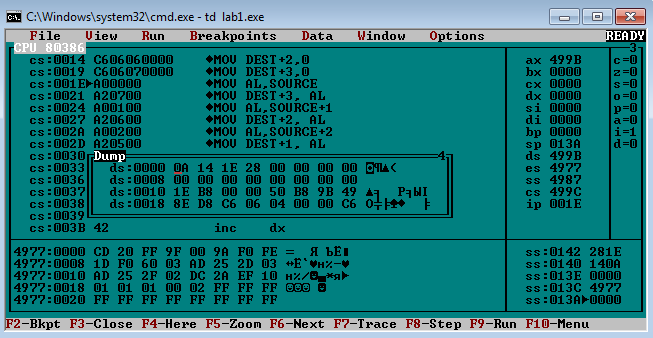 C:\Windows\system32\cmd.exe - td lab1.exe
File View Run Breakpoints Data Window Options READY
CPU 80386 3
cs:0014 C606060000 ♦MOV DEST+2,0 ax 499B c=0
cs:0019 C606070000 ♦MOV DEST+3,0 bx 0000 z=0
cs:001E►A00000 ♦MOV AL,SOURCE cx 0000 s=0
cs:0021 A20700 ♦MOV DEST+3, AL dx 0000 o=0
cs:0024 A00100 ♦MOV AL,SOURCE+1 si 0000 p=0
cs:0027 A20600 ♦MOV DEST+2, AL di 0000 a=0
cs:002A A00200 ♦MOV AL,SOURCE+2 bp 0000 i=1
cs:002D A20500 ♦MOV DEST+1, AL sp 013A d=0
cs:0030 Dump 4 ds 499B
cs:0033 ds:0000 0A 14 1E 28 00 00 00 00 ◙¶▲( es 4977
cs:0036 ds:0008 00 00 00 00 00 00 00 00 ss 4987
cs:0037 ds:0010 1E B8 00 00 50 B8 9B 49 ▲╕ P╕ЫI cs 499C
cs:0039 ds:0018 8E D8 C6 06 04 00 00 C6 О╪╞♠♦ ╞ ip 001E
cs:003B 42 inc dx
4977:0000 CD 20 FF 9F 00 9A F0 FE = Я ЪЁ■ ss:0142 281E
4977:0008 1D F0 60 03 AD 25 2D 03 ↔Ё`♥н%-♥ ss:0140 140A
4977:0010 AD 25 2F 02 DC 2A EF 10 н%/☻▄*я► ss:013E 0000
4977:0018 01 01 01 00 02 FF FF FF ☺☺☺ ☻ ss:013C 4977
4977:0020 FF FF FF FF FF FF FF FF ss:013A►0000
F2-Bkpt F3-Close F4-Here F5-Zoom F6-Next F7-Trace F8-Step F9-Run F10-Menu